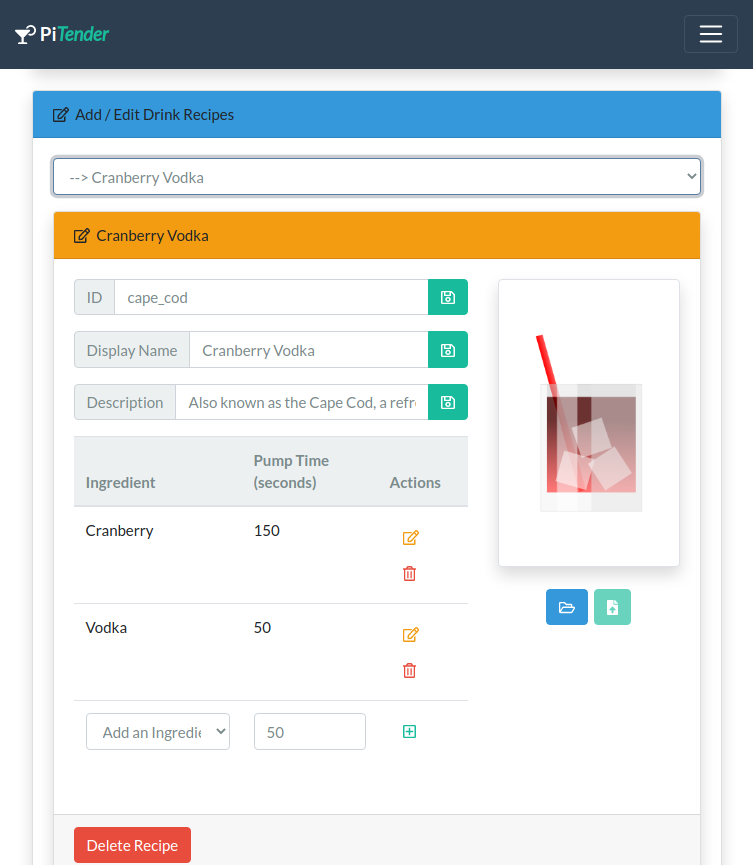 PiTender
Add / Edit Drink Recipes
--> Cranberry Vodka
Cranberry Vodka
ID cape_cod
Display Name Cranberry Vodka
Description Also known as the Cape Cod, a refr
Ingredient Pump Time (seconds) Actions
Cranberry 150
Vodka 50
Add an Ingredie 50
Delete Recipe